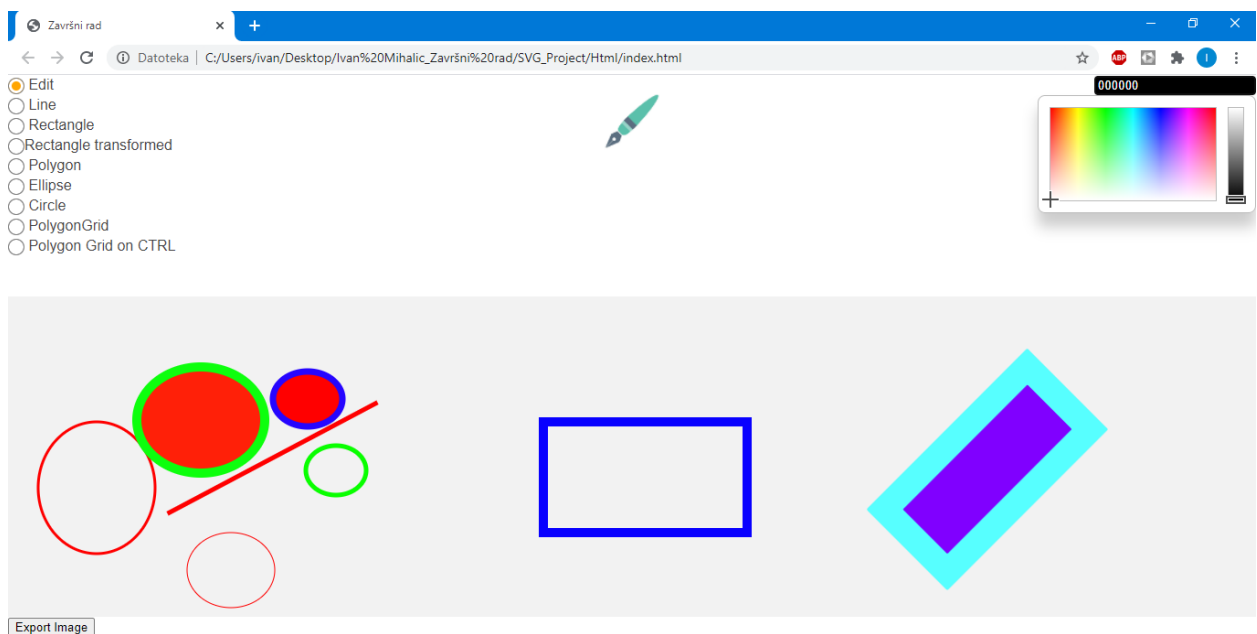 Završni rad
Datoteka | C:/Users/ivan/Desktop/Ivan%20Mihalic_Završni%20rad/SVG_Project/Html/index.html
ABP
I
Edit
000000
Line
Rectangle
Rectangle transformed
Polygon
Ellipse
Circle
PolygonGrid
Polygon Grid on CTRL
Export Image